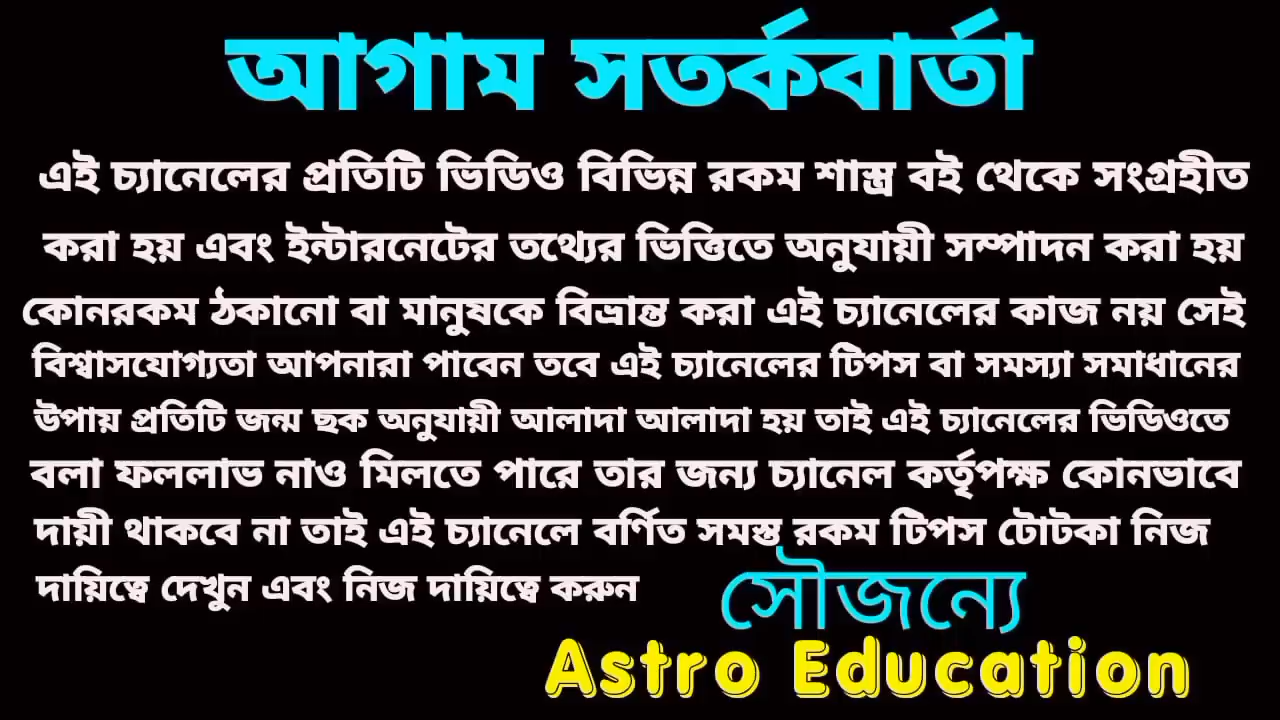 আগাম সতর্কবার্তা
এই চ্যানেলের প্রতিটি ভিডিও বিভিন্ন রকম শাস্ত্র বই থেকে সংগ্রহীত
করা হয় এবং ইন্টারনেটের তথ্যের ভিত্তিতে অনুযায়ী সম্পাদন করা হয়
কোনরকম ঠকানো বা মানুষকে বিভ্রান্ত করা এই চ্যানেলের কাজ নয় সেই
বিশ্বাসযোগ্যতা আপনারা পাবেন তবে এই চ্যানেলের টিপস বা সমস্যা সমাধানের
উপায় প্রতিটি জন্ম ছক অনুযায়ী আলাদা আলাদা হয় তাই এই চ্যানেলের ভিডিওতে
বলা ফললাভ নাও মিলতে পারে তার জন্য চ্যানেল কর্তৃপক্ষ কোনভাবে
দায়ী থাকবে না তাই এই চ্যানেলে বর্ণিত সমস্ত রকম টিপস টোটকা নিজ
দায়িত্বে দেখুন এবং নিজ দায়িত্বে করুন
সৌজন্যে
Astro Education